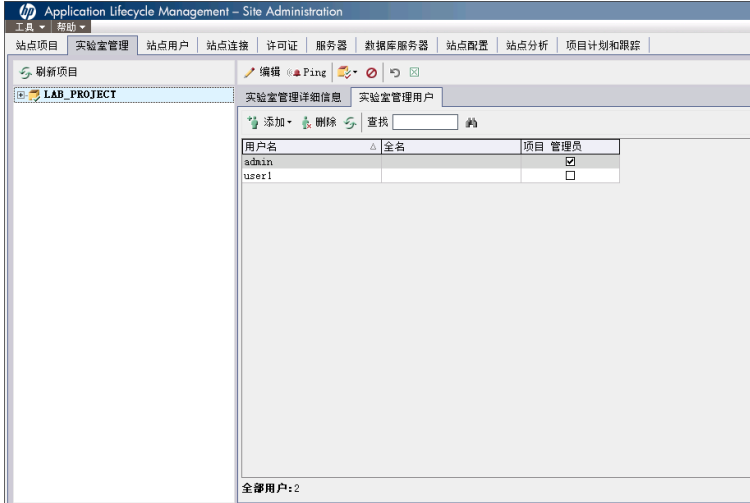 hp Application Lifecycle Management – Site Administration
工具 帮助
站点项目 实验室管理 站点用户 站点连接 许可证 服务器 数据库服务器 站点配置 站点分析 项目计划和跟踪
刷新项目 编辑 Ping
LAB_PROJECT
实验室管理详细信息 实验室管理用户
添加 删除 查找
用户名 全名 项目 管理员
admin
user1
全部用户:2